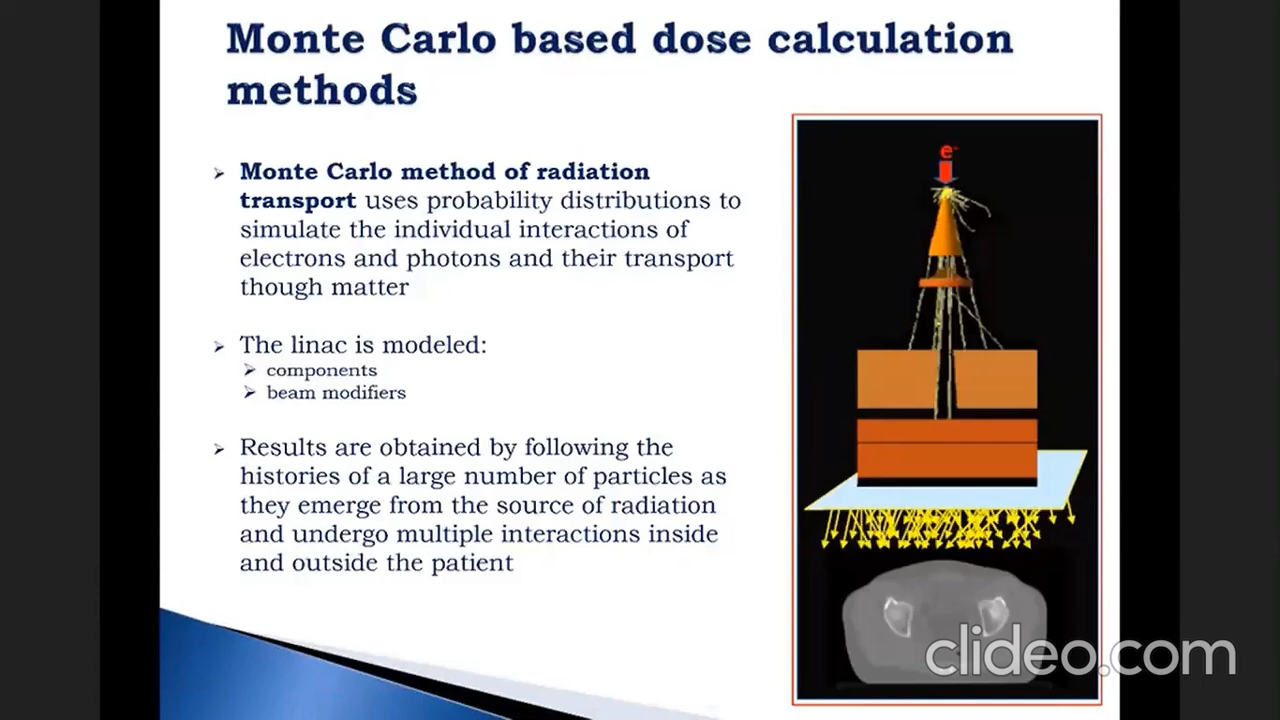 Monte Carlo based dose calculation
methods
Monte Carlo method of radiation
transport uses probability distributions to
simulate the individual interactions of
electrons and photons and their transport
though matter
The linac is modeled:
components
beam modifiers
Results are obtained by following the
histories of a large number of particles as
they emerge from the source of radiation
and undergo multiple interactions inside
and outside the patient
e-
clideo.com